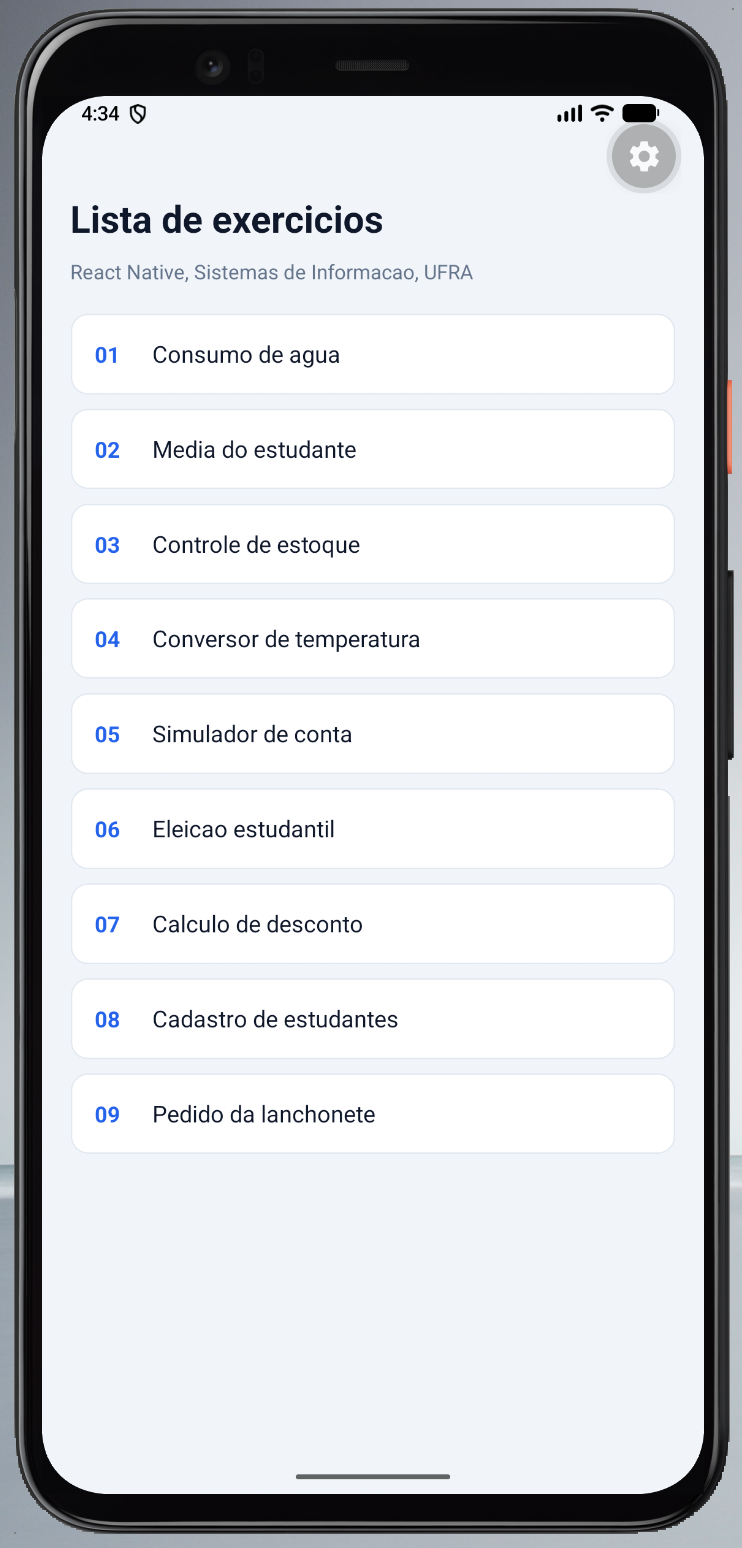 4:34
Lista de exercicios
React Native, Sistemas de Informacao, UFRA
01 Consumo de agua
02 Media do estudante
03 Controle de estoque
04 Conversor de temperatura
05 Simulador de conta
06 Eleicao estudantil
07 Calculo de desconto
08 Cadastro de estudantes
09 Pedido da lanchonete